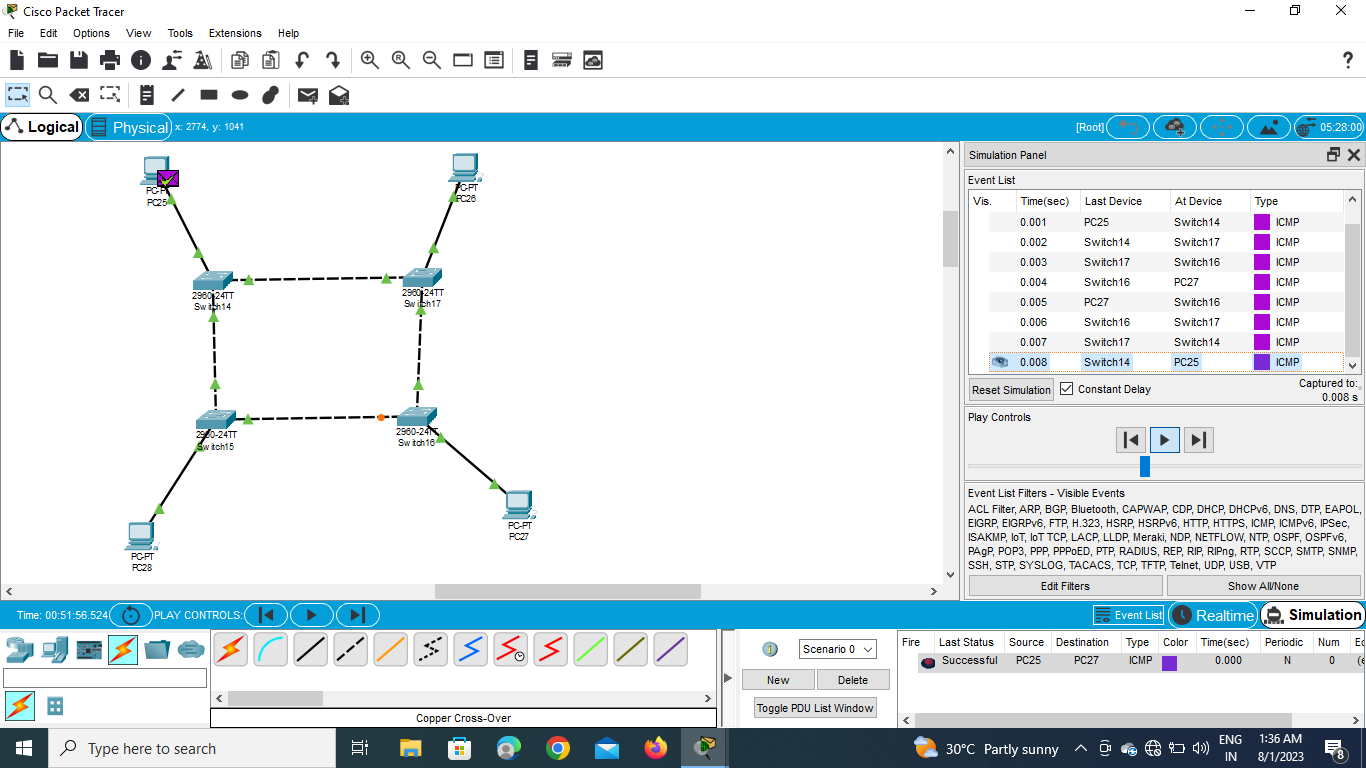 Cisco Packet Tracer
File Edit Options View Tools Extensions Help
?
Logical Physical x: 2774, y: 1041 [Root] 05:28:00
PC-PT
PC25
PC-PT
PC26
2960-24TT
Switch14
2960-24TT
Switch17
2960-24TT
Switch15
2960-24TT
Switch16
PC-PT
PC27
PC-PT
PC28
Simulation Panel
Event List
Vis. Time(sec) Last Device At Device Type
0.001 PC25 Switch14 ICMP
0.002 Switch14 Switch17 ICMP
0.003 Switch17 Switch16 ICMP
0.004 Switch16 PC27 ICMP
0.005 PC27 Switch16 ICMP
0.006 Switch16 Switch17 ICMP
0.007 Switch17 Switch14 ICMP
0.008 Switch14 PC25 ICMP
Reset Simulation Constant Delay Captured to:
0.008 s
Play Controls
Event List Filters - Visible Events
ACL Filter, ARP, BGP, Bluetooth, CAPWAP, CDP, DHCP, DHCPv6, DNS, DTP, EAPOL,
EIGRP, EIGRPv6, FTP, H.323, HSRP, HSRPv6, HTTP, HTTPS, ICMP, ICMPv6, IPSec,
ISAKMP, IoT, IoT TCP, LACP, LLDP, Meraki, NDP, NETFLOW, NTP, OSPF, OSPFv6,
PAgP, POP3, PPP, PPPoED, PTP, RADIUS, REP, RIP, RIPng, RTP, SCCP, SMTP, SNMP,
SSH, STP, SYSLOG, TACACS, TCP, TFTP, Telnet, UDP, USB, VTP
Edit Filters Show All/None
Time: 00:51:56.524 PLAY CONTROLS: Event List Realtime Simulation
Scenario 0
New Delete
Toggle PDU List Window
Copper Cross-Over
Fire Last Status Source Destination Type Color Time(sec) Periodic Num Ec
Successful PC25 PC27 ICMP 0.000 N 0 (e
Type here to search
30°C Partly sunny
ENG
IN
1:36 AM
8/1/2023
8